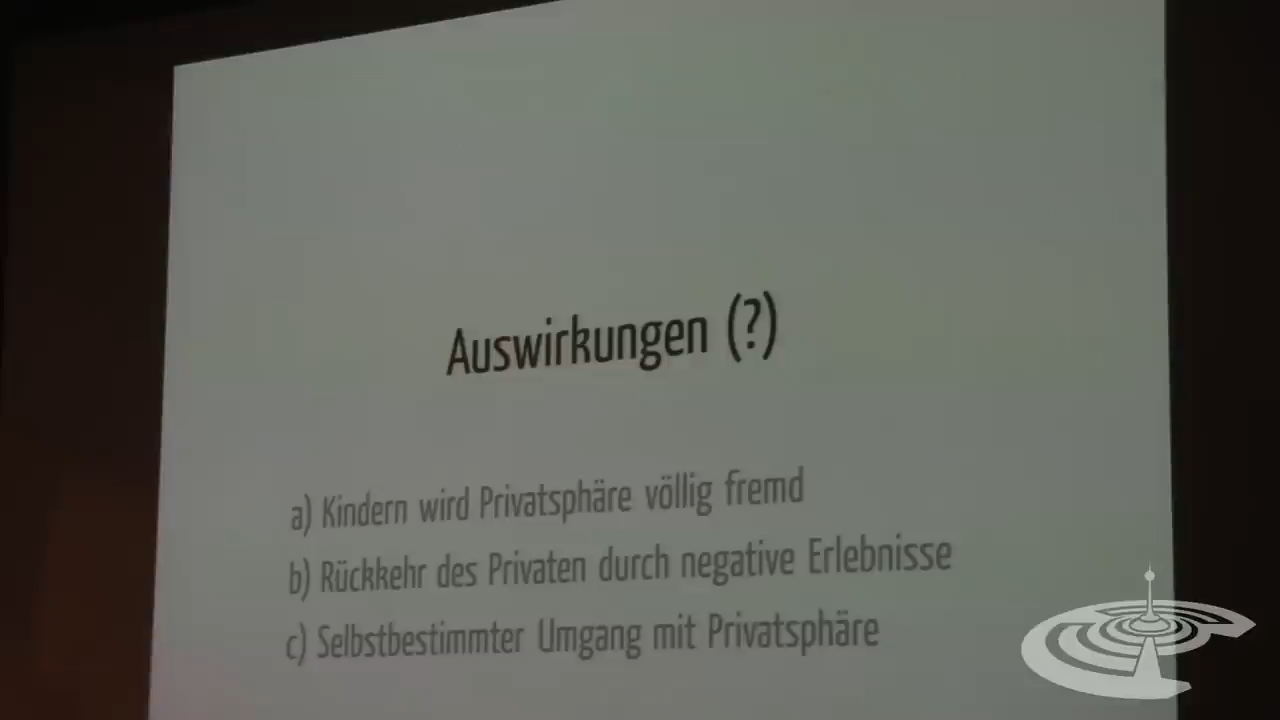 Auswirkungen (?)
a) Kindern wird Privatsphäre völlig fremd
b) Rückkehr des Privaten durch negative Erlebnisse
c) Selbstbestimmter Umgang mit Privatsphäre